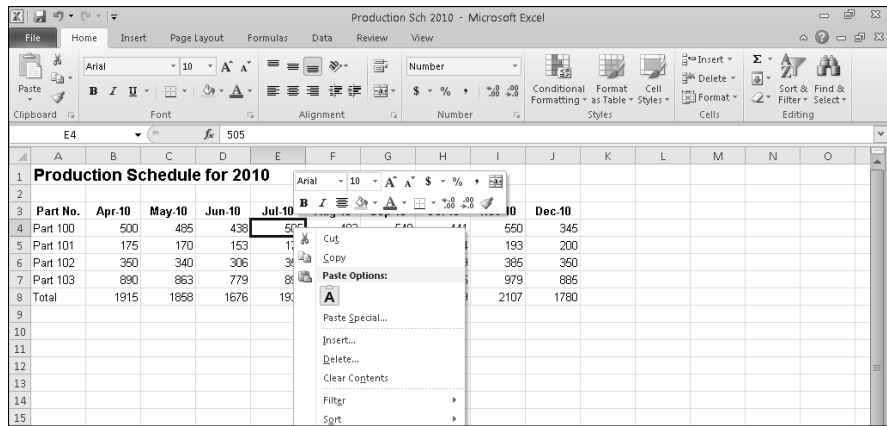 Production Sch 2010 - Microsoft Excel
File Home Insert Page Layout Formulas Data Review View
Paste
Arial 10 A A
B I U A
Number
$ % , .00
Conditional Formatting
Format as Table
Cell Styles
Insert
Delete
Format
Σ
Sort & Filter
Find & Select
Clipboard Font Alignment Number Styles Cells Editing
E4 fx 505
A B C D E F G H I J K L M N O
1 Production Schedule for 2010
Arial 10 A A $ % ,
2
B I A .00
3 Part No. Apr-10 May-10 Jun-10 Jul-10 Dec-10
4 Part 100 500 485 438 505 550 345
5 Part 101 175 170 153 193 200
6 Part 102 350 340 306 385 350
7 Part 103 890 863 779 979 885
8 Total 1915 1858 1676 2107 1780
9
10
11
12
13
14
15
Cut
Copy
Paste Options:
A
Paste Special...
Insert...
Delete...
Clear Contents
Filter
Sort